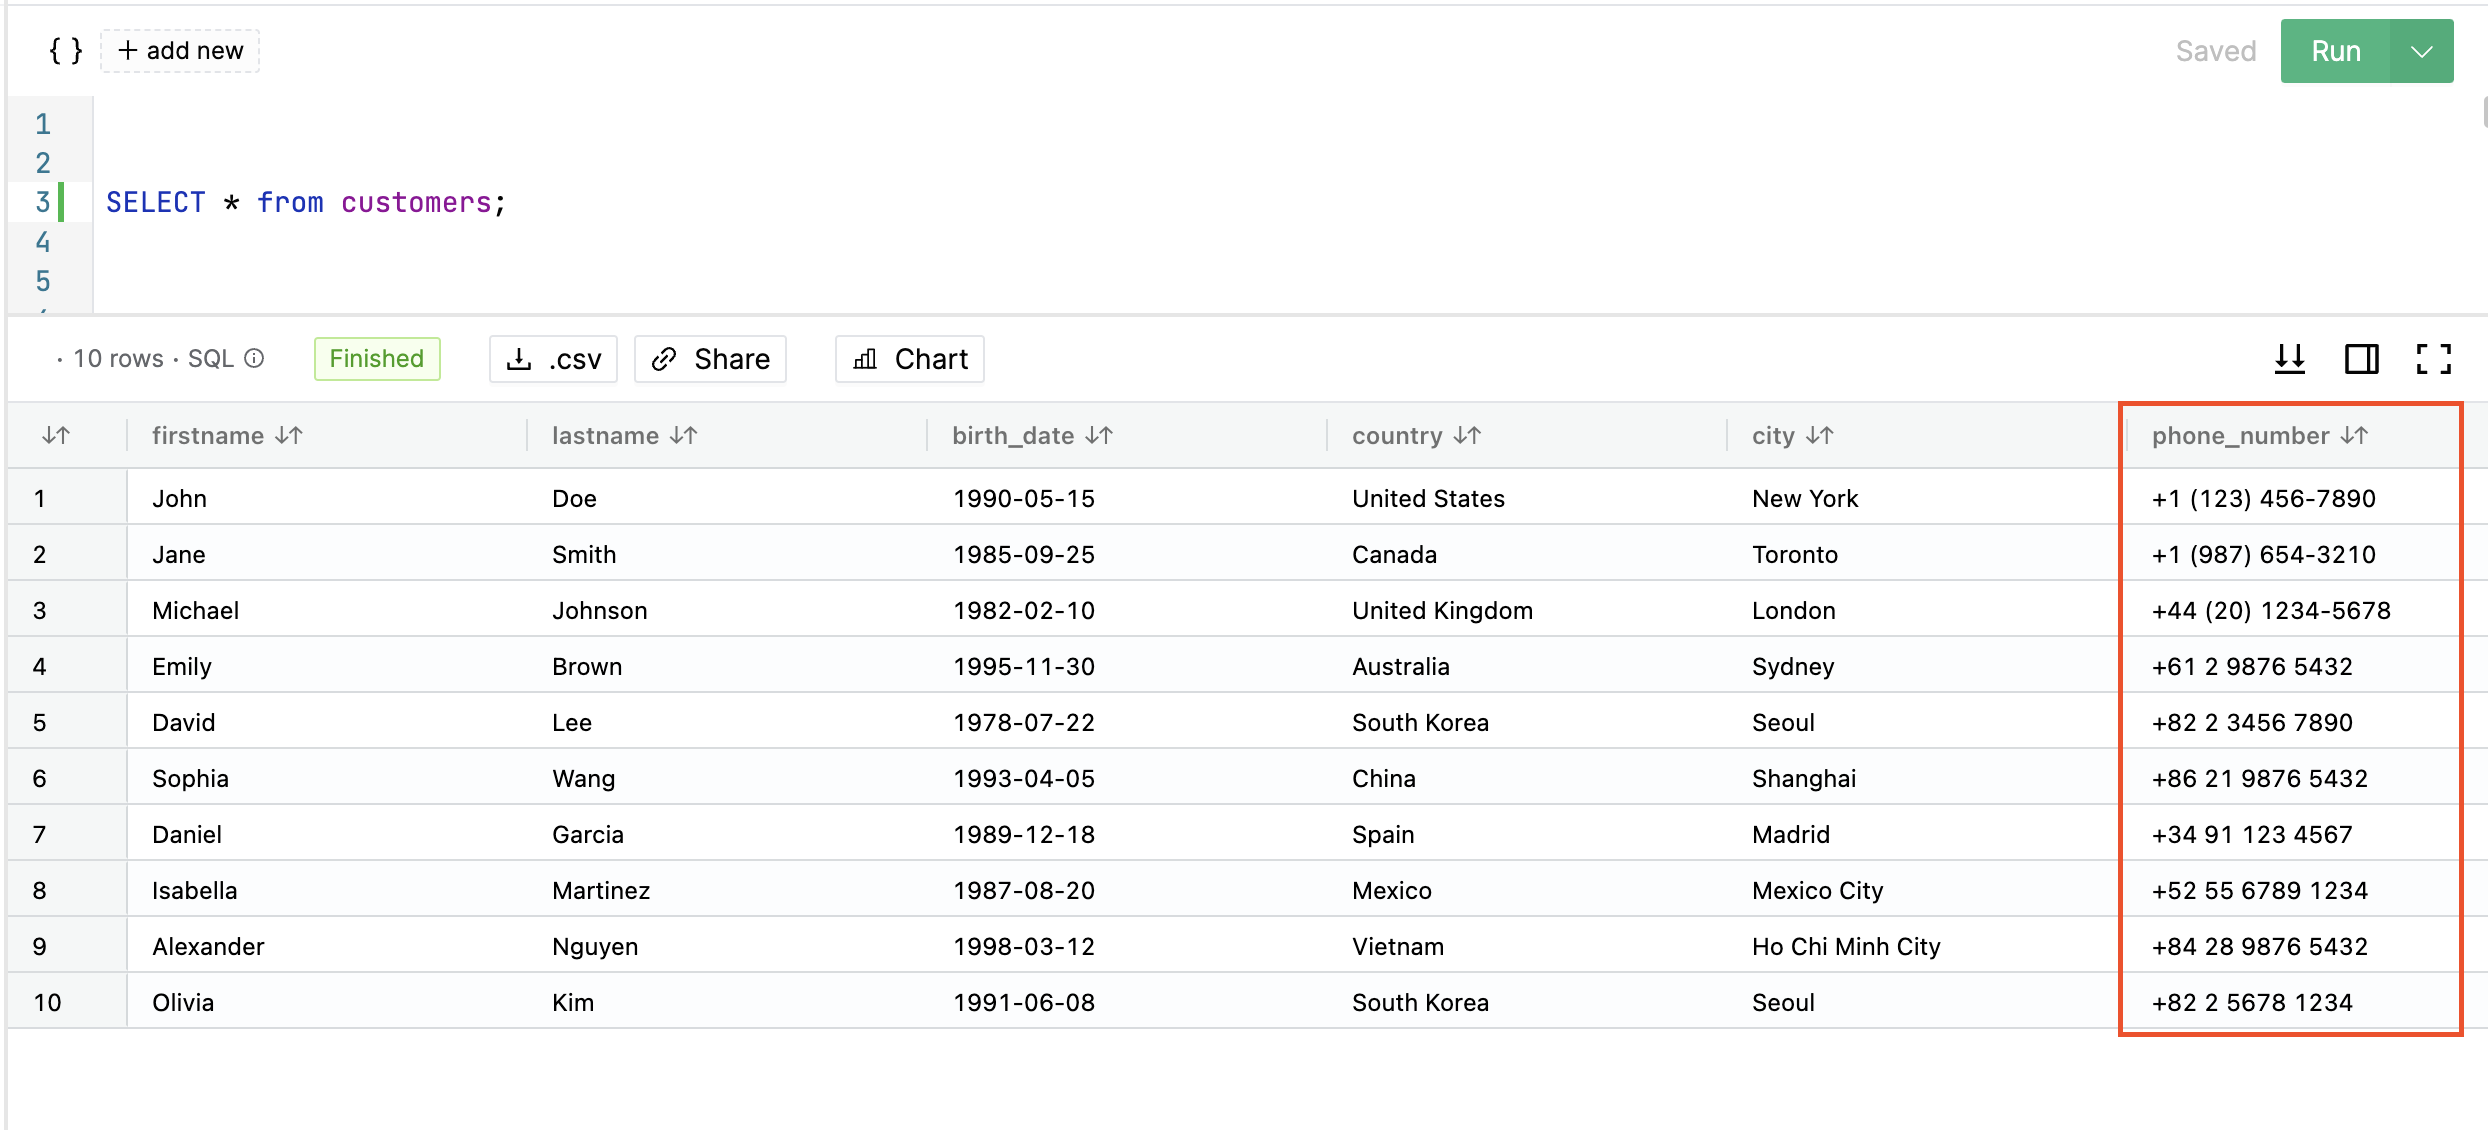 { } + add new Saved Run
1
2
3 SELECT * from customers;
4
5
· 10 rows · SQL Finished .csv Share Chart
firstname lastname birth_date country city phone_number
1 John Doe 1990-05-15 United States New York +1 (123) 456-7890
2 Jane Smith 1985-09-25 Canada Toronto +1 (987) 654-3210
3 Michael Johnson 1982-02-10 United Kingdom London +44 (20) 1234-5678
4 Emily Brown 1995-11-30 Australia Sydney +61 2 9876 5432
5 David Lee 1978-07-22 South Korea Seoul +82 2 3456 7890
6 Sophia Wang 1993-04-05 China Shanghai +86 21 9876 5432
7 Daniel Garcia 1989-12-18 Spain Madrid +34 91 123 4567
8 Isabella Martinez 1987-08-20 Mexico Mexico City +52 55 6789 1234
9 Alexander Nguyen 1998-03-12 Vietnam Ho Chi Minh City +84 28 9876 5432
10 Olivia Kim 1991-06-08 South Korea Seoul +82 2 5678 1234